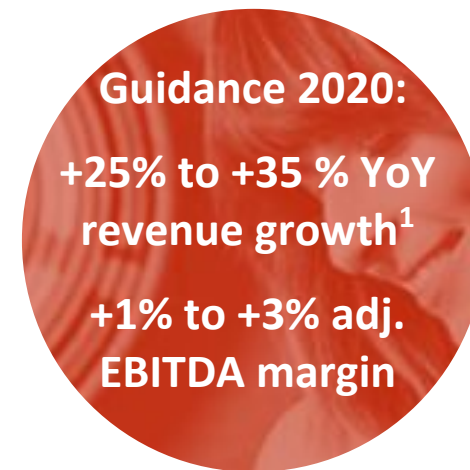 Guidance 2020:
+25% to +35 % YoY
revenue growth¹
+1% to +3% adj.
EBITDA margin